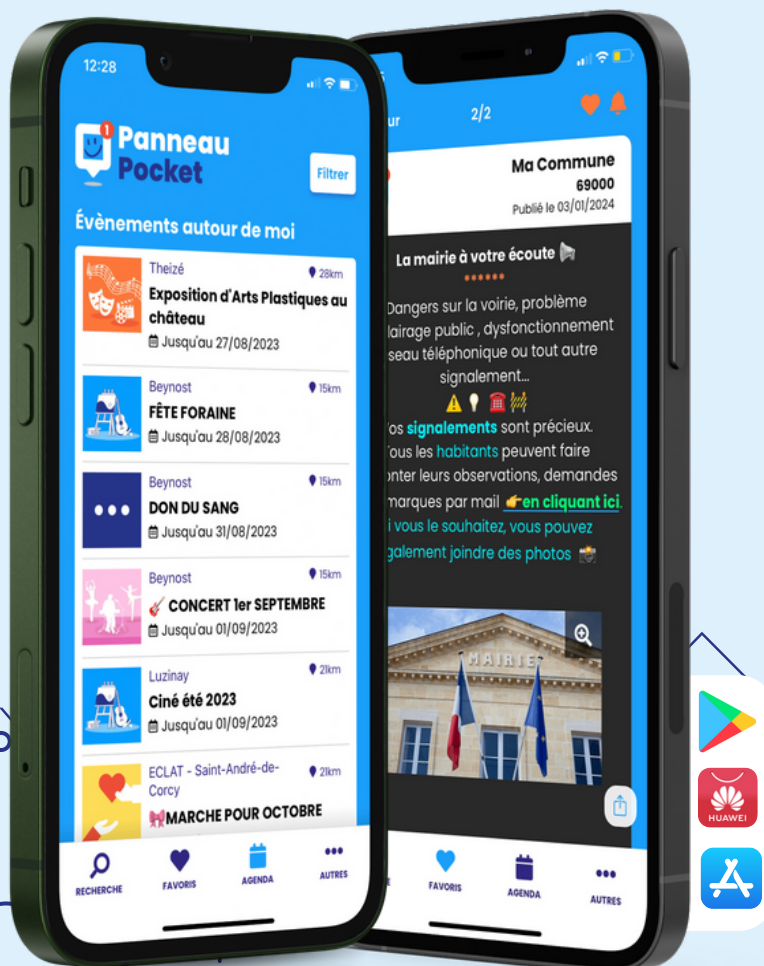 12:28
Panneau
Pocket
1
Filtrer
Évènements autour de moi
Theizé
28km
Exposition d'Arts Plastiques au
château
Jusqu'au 27/08/2023
Beynost
15km
FÊTE FORAINE
Jusqu'au 28/08/2023
Beynost
15km
DON DU SANG
Jusqu'au 31/08/2023
Beynost
15km
CONCERT 1er SEPTEMBRE
Jusqu'au 01/09/2023
Luzinay
21km
Ciné été 2023
Jusqu'au 01/09/2023
ECLAT - Saint-André-de-
Corcy
21km
MARCHE POUR OCTOBRE
RECHERCHE
FAVORIS
AGENDA
AUTRES
2/2
Ma Commune
69000
Publié le 03/01/2024
La mairie à votre écoute
Dangers sur la voirie, problème
public , dysfonctionnement
téléphonique ou tout autre
signalement...
signalements sont précieux.
les habitants peuvent faire
leurs observations, demandes
par mail 👉en cliquant ici.
vous le souhaitez, vous pouvez
joindre des photos
MAIRIE
FAVORIS
AGENDA
AUTRES
HUAWEI